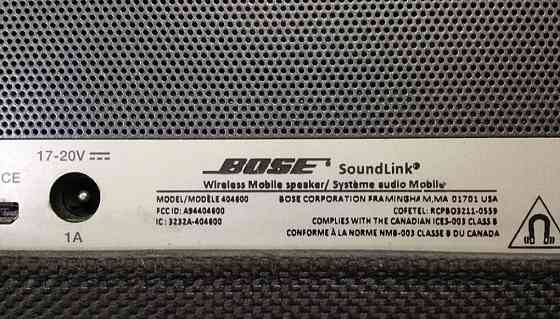 17-20V
CE
1A
BOSE SoundLink®
Wireless Mobile speaker/ Système audio Mobile
MODEL/MODÈLE 404600
FCC ID: A94404600
IC: 3232A-404600
BOSE CORPORATION FRAMINGHAM,MA 01701 USA
COFETEL: RCPBO3211-0559
COMPLIES WITH THE CANADIAN ICES-003 CLASS B
CONFORME À LA NORME NMB-003 CLASSE B DU CANADA